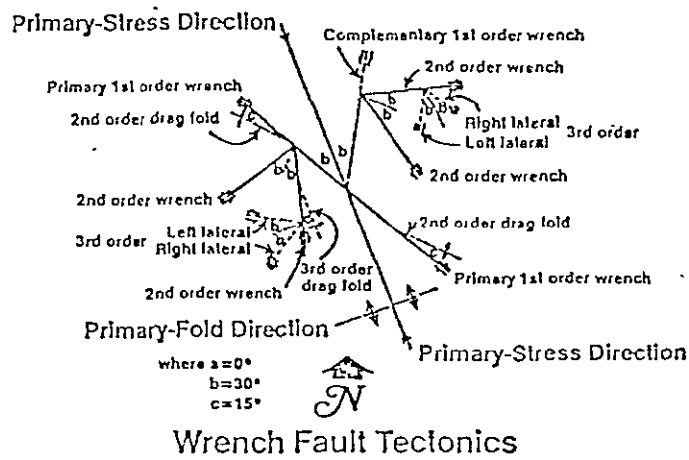 Primary-Stress Direction
Complementary 1st order wrench
2nd order wrench
Primary 1st order wrench
2nd order drag fold
Right lateral
Left lateral
3rd order
b b
b
b
2nd order wrench
2nd order wrench
2nd order drag fold
Left lateral
Right lateral
3rd order
3rd order
drag fold
c
Primary 1st order wrench
2nd order wrench
Primary-Fold Direction
Primary-Stress Direction
where a=0°
b=30°
c=15°
N
Wrench Fault Tectonics